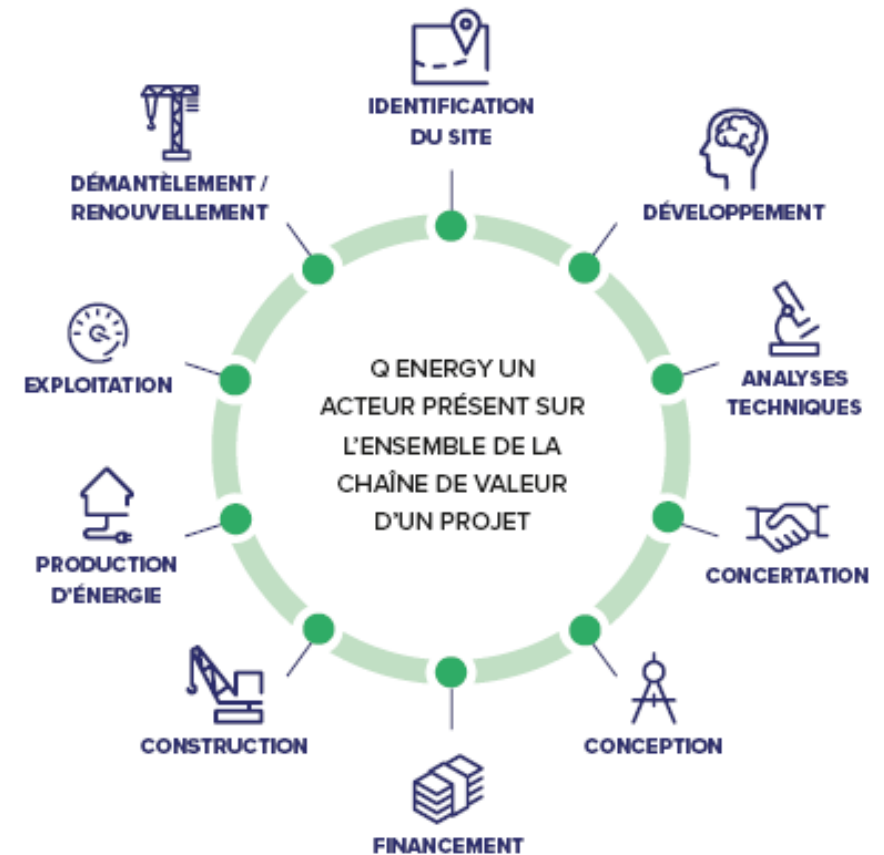 IDENTIFICATION
DU SITE
DÉVELOPPEMENT
ANALYSES
TECHNIQUES
CONCERTATION
CONCEPTION
FINANCEMENT
CONSTRUCTION
PRODUCTION
D'ÉNERGIE
EXPLOITATION
DÉMANTÈLEMENT /
RENOUVELLEMENT
Q ENERGY UN
ACTEUR PRÉSENT SUR
L'ENSEMBLE DE LA
CHAÎNE DE VALEUR
D'UN PROJET